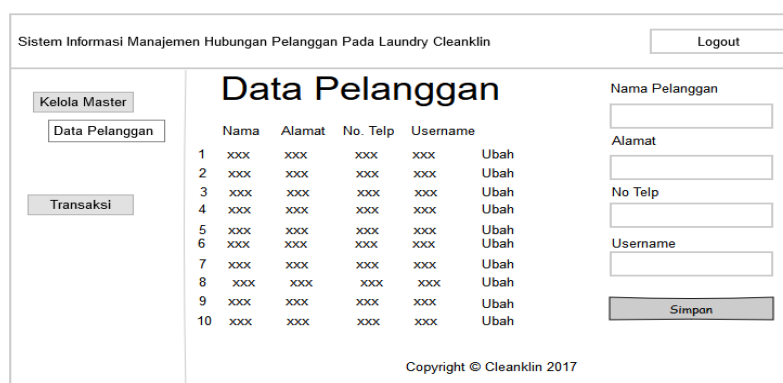 Sistem Informasi Manajemen Hubungan Pelanggan Pada Laundry Cleanklin
Logout
Kelola Master
Data Pelanggan
Transaksi
Data Pelanggan
Nama Alamat No. Telp Username
1 xxx xxx xxx xxx Ubah
2 xxx xxx xxx xxx Ubah
3 xxx xxx xxx xxx Ubah
4 xxx xxx xxx xxx Ubah
5 xxx xxx xxx xxx Ubah
6 xxx xxx xxx xxx Ubah
7 xxx xxx xxx xxx Ubah
8 xxx xxx xxx xxx Ubah
9 xxx xxx xxx xxx Ubah
10 xxx xxx xxx xxx Ubah
Nama Pelanggan
Alamat
No Telp
Username
Simpan
Copyright © Cleanklin 2017